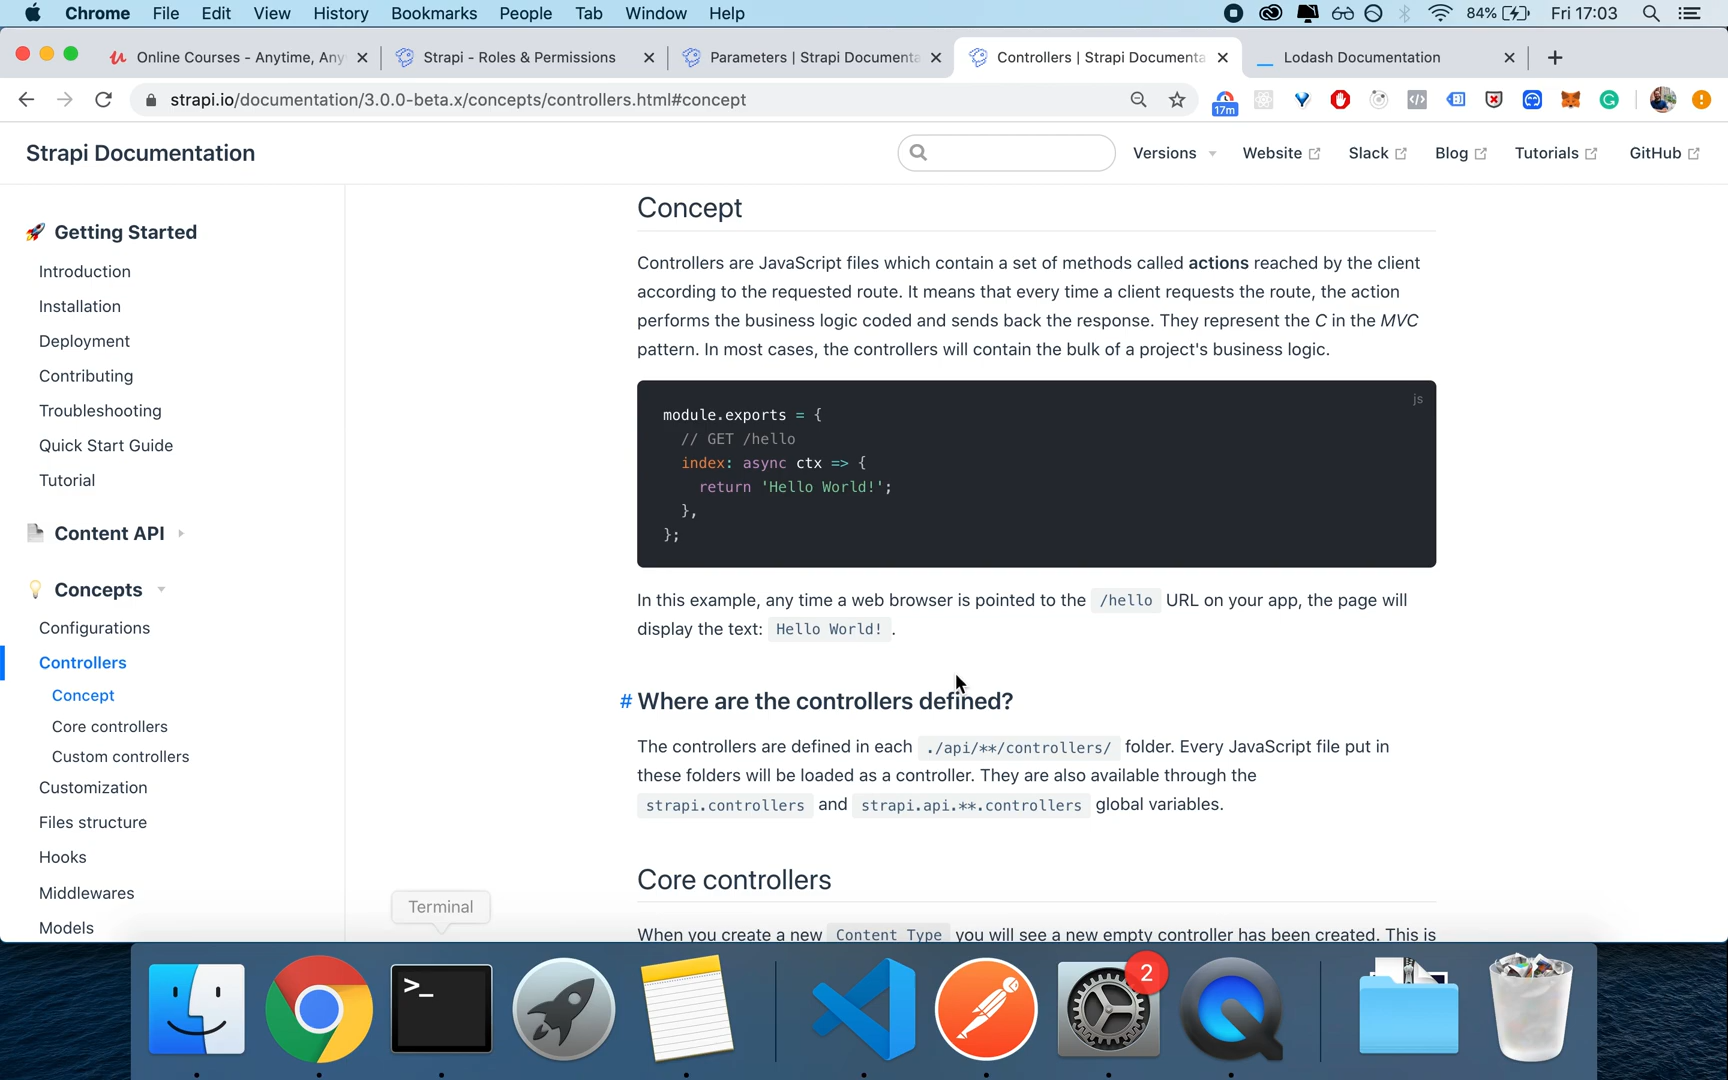 Chrome File Edit View History Bookmarks People Tab Window Help 84% Fri 17:03
Online Courses - Anytime, Any
Strapi - Roles & Permissions
Parameters | Strapi Documenta
Controllers | Strapi Documenta
Lodash Documentation
strapi.io/documentation/3.0.0-beta.x/concepts/controllers.html#concept
17m
Strapi Documentation
Versions
Website
Slack
Blog
Tutorials
GitHub
Getting Started
Introduction
Installation
Deployment
Contributing
Troubleshooting
Quick Start Guide
Tutorial
Content API
Concepts
Configurations
Controllers
Concept
Core controllers
Custom controllers
Customization
Files structure
Hooks
Middlewares
Models
Concept
Controllers are JavaScript files which contain a set of methods called actions reached by the client
according to the requested route. It means that every time a client requests the route, the action
performs the business logic coded and sends back the response. They represent the C in the MVC
pattern. In most cases, the controllers will contain the bulk of a project's business logic.
js
module.exports = {
// GET /hello
index: async ctx => {
return 'Hello World!';
},
};
In this example, any time a web browser is pointed to the /hello URL on your app, the page will
display the text: Hello World! .
# Where are the controllers defined?
The controllers are defined in each ./api/**/controllers/ folder. Every JavaScript file put in
these folders will be loaded as a controller. They are also available through the
strapi.controllers and strapi.api.**.controllers global variables.
Core controllers
When you create a new Content Type you will see a new empty controller has been created. This is
Terminal
>_
2